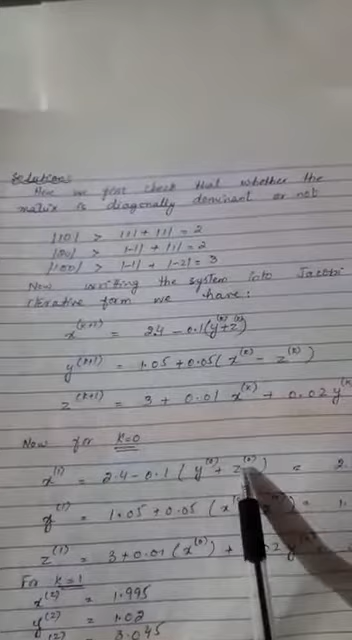 Solution:
Here we first check that whether the
matrix is diagonally dominant or not
|10| > |1| + |1| = 2
> |-1| + |1| = 2
|100| > |-1| + |-2| = 3
Now writing the system into Jacobi
iterative form we have:
x^(k+1) = 2.4 - 0.1(y^(k) + z^(k))
y^(k+1) = 1.05 + 0.05(x^(k) - z^(k))
z^(k+1) = 3 + 0.01 x^(k) + 0.02 y^(k)
Now for k=0
x^(1) = 2.4 - 0.1 (y^(0) + z^(0)) = 2.
y^(1) = 1.05 + 0.05 (x = 1.
z^(1) = 3 + 0.01 (x^(0)) +
For k=1
x^(2) = 1.995
y^(2) = 1.02
3.045